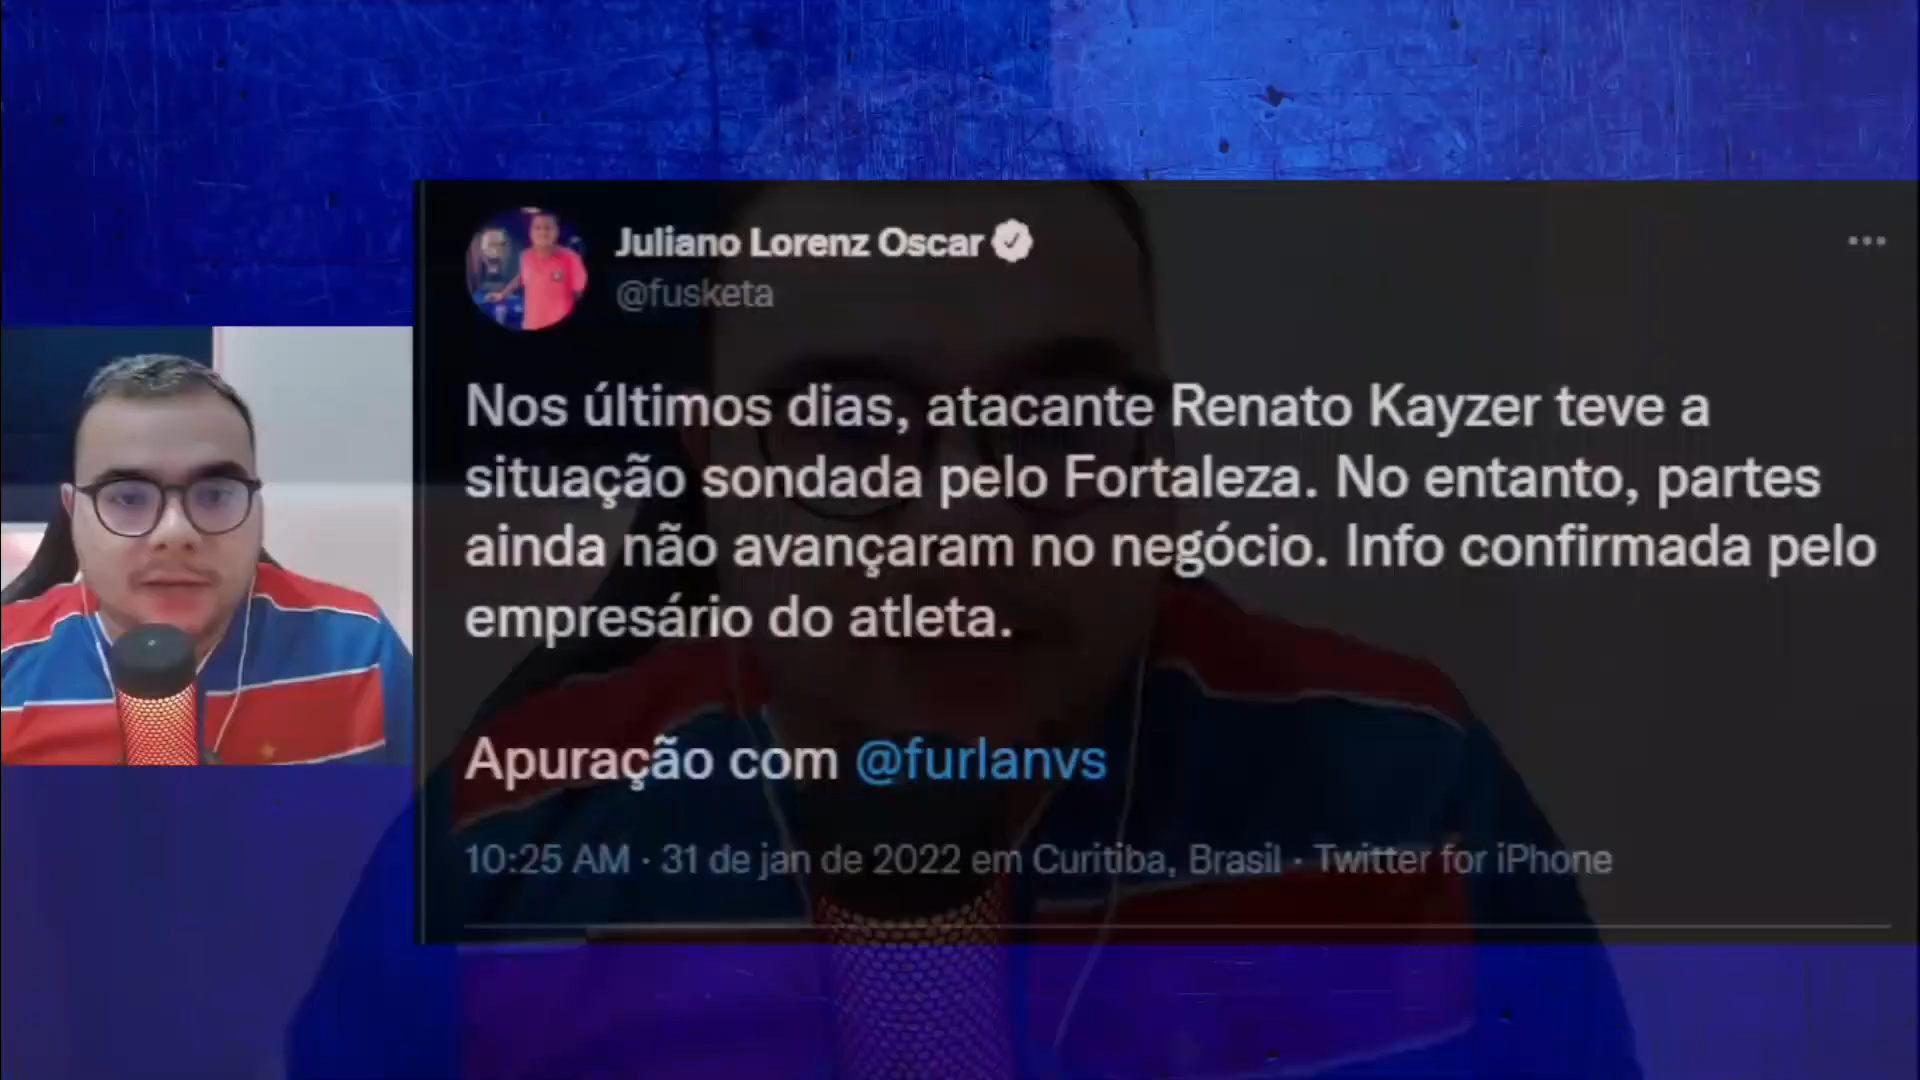 Juliano Lorenz Oscar
@fusketa
Nos últimos dias, atacante Renato Kayzer teve a
situação sondada pelo Fortaleza. No entanto, partes
ainda não avançaram no negócio. Info confirmada pelo
empresário do atleta.
Apuração com @furlanvs
10:25 AM · 31 de jan de 2022 em Curitiba, Brasil · Twitter for iPhone